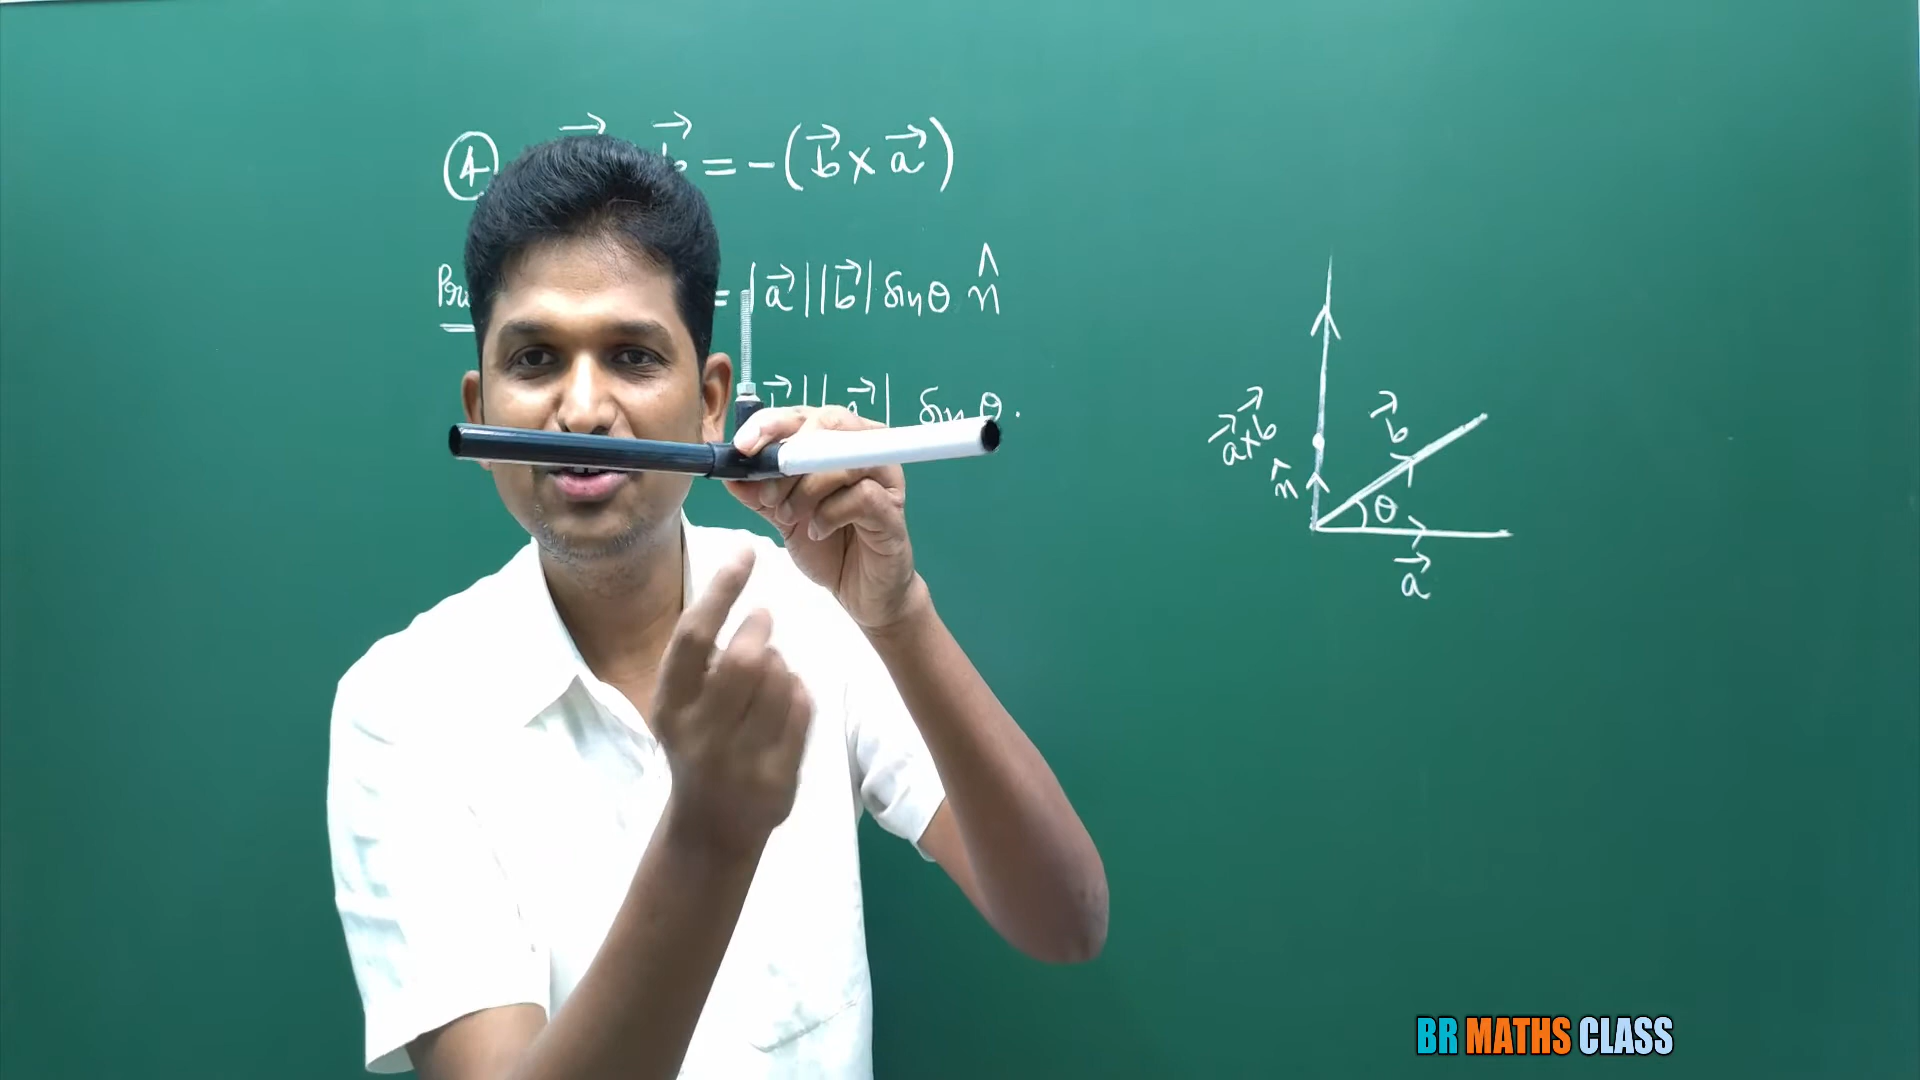 ④ b⃗ = -(b⃗ × a⃗)
= |a⃗||b⃗| sinθ n̂
|| a⃗ | sinθ.
a⃗×b⃗
b⃗
n̂
θ
a⃗
BR MATHS CLASS